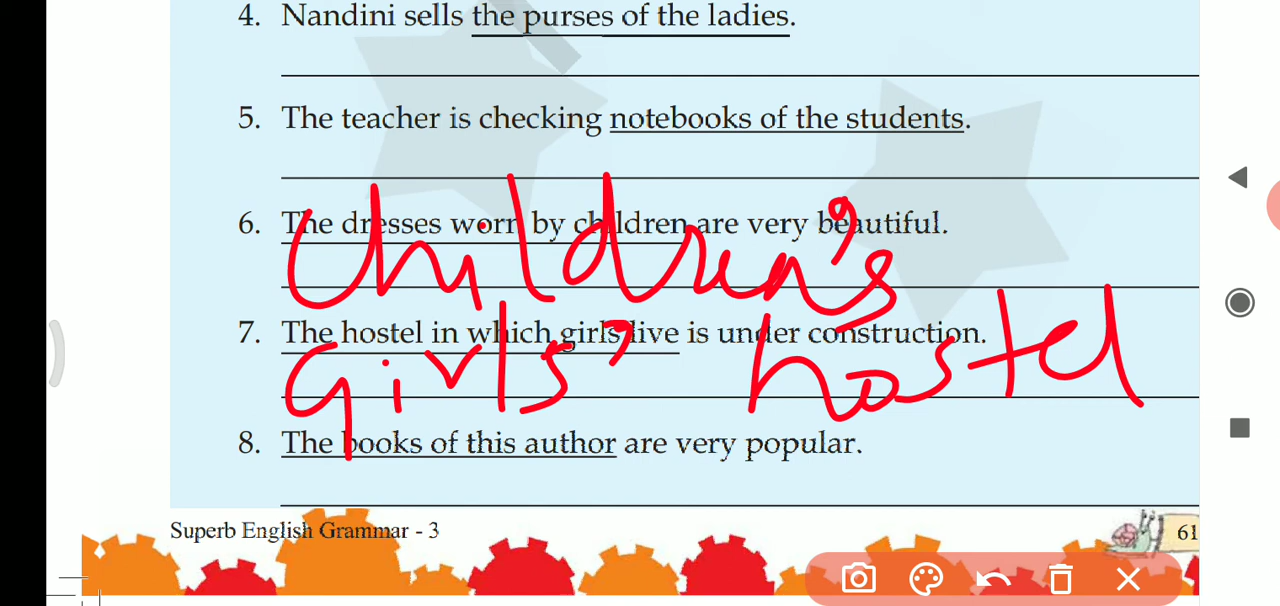 4. Nandini sells the purses of the ladies.
5. The teacher is checking notebooks of the students.
6. The dresses worn by children are very beautiful.
Children's
7. The hostel in which girls live is under construction.
girls' hostel
8. The books of this author are very popular.
Superb English Grammar - 3
61